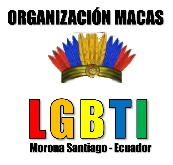 ORGANIZACIÓN MACAS
LGBTI
Morona Santiago - Ecuador